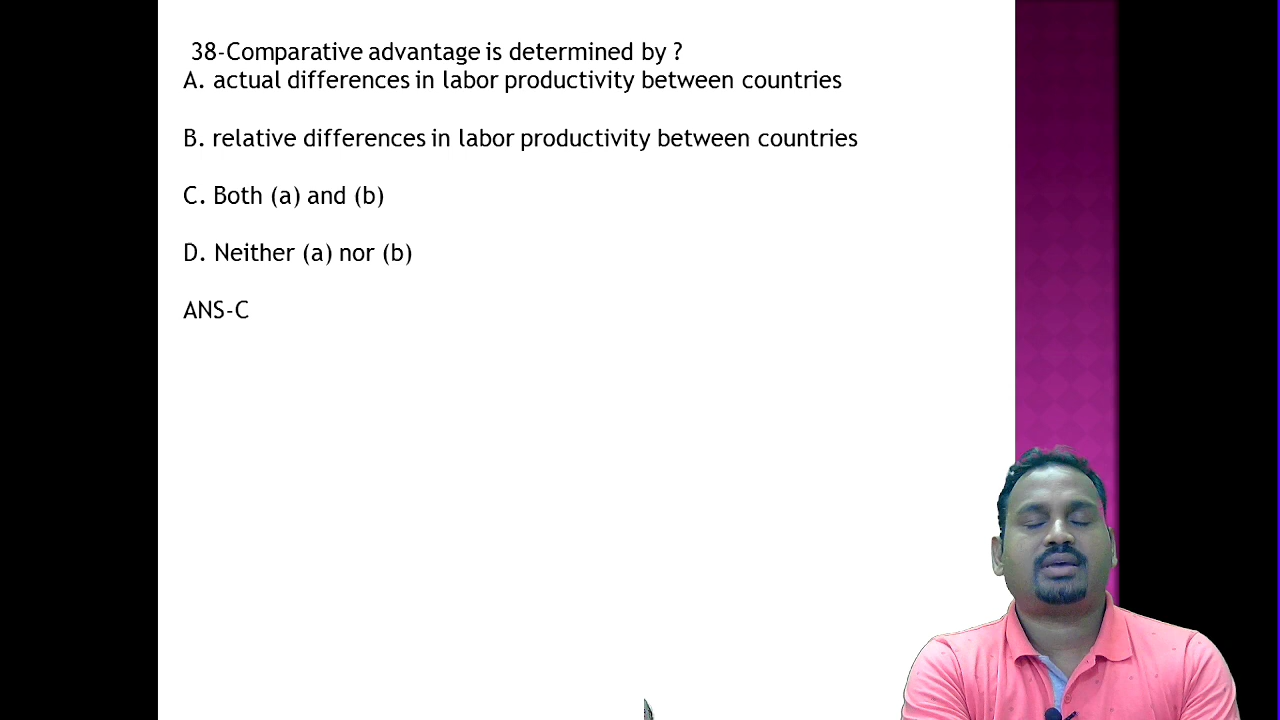 38-Comparative advantage is determined by ?
A. actual differences in labor productivity between countries
B. relative differences in labor productivity between countries
C. Both (a) and (b)
D. Neither (a) nor (b)
ANS-C